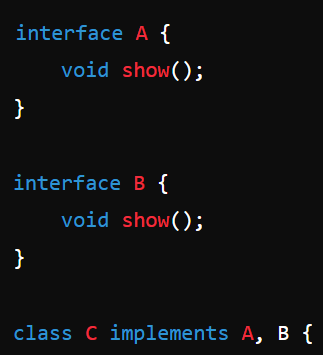 interface A {
    void show();
}
interface B {
    void show();
}
class C implements A, B {